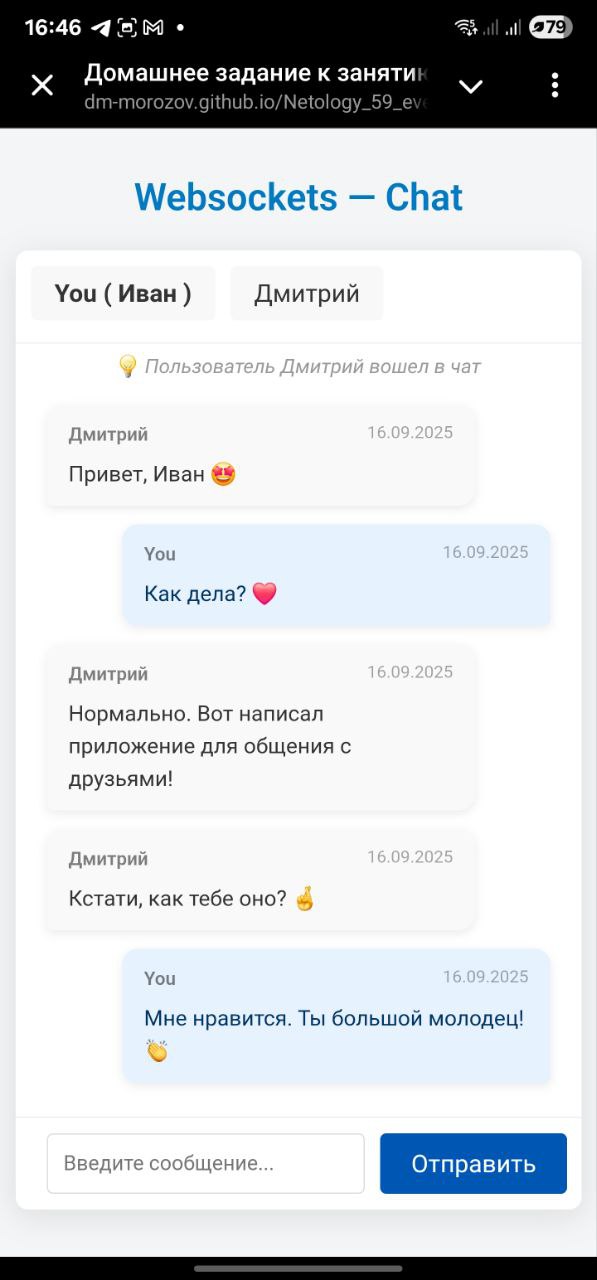 16:46
79
Домашнее задание к занятик
dm-morozov.github.io/Netology_59_eve
Websockets — Chat
You ( Иван )
Дмитрий
💡 Пользователь Дмитрий вошел в чат
Дмитрий 16.09.2025
Привет, Иван 🤩
You 16.09.2025
Как дела? ❤️
Дмитрий 16.09.2025
Нормально. Вот написал
приложение для общения с
друзьями!
Дмитрий 16.09.2025
Кстати, как тебе оно? 🤞
You 16.09.2025
Мне нравится. Ты большой молодец!
👏
Введите сообщение...
Отправить